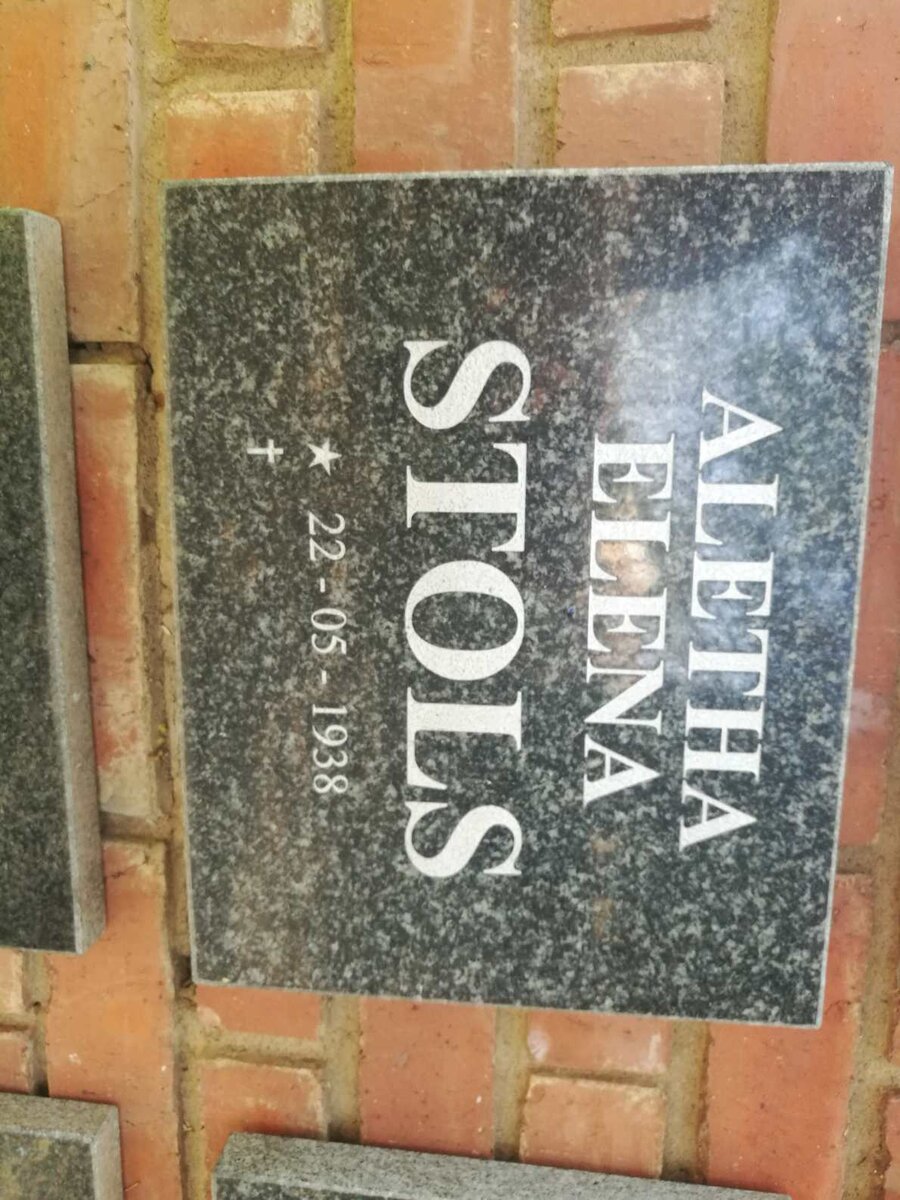 ALETHA
ELENA
STOLS
★ 22-05-1938
✝